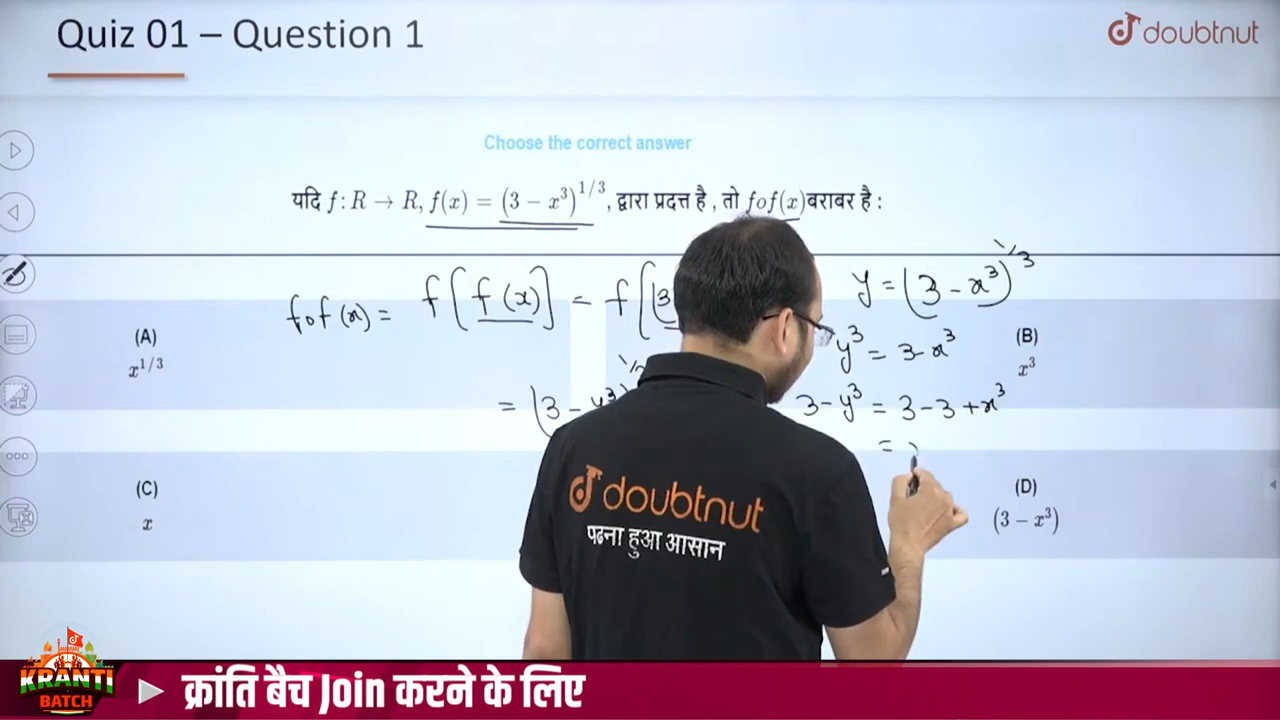 Quiz 01 – Question 1
doubtnut
Choose the correct answer
यदि f: R → R, f(x) = (3 − x³)^{1/3}, द्वारा प्रदत्त है , तो fof(x)बराबर है :
fof(x) = f[f(x)] = f[(3
y = (3 - x³)^{1/3}
y³ = 3-x³
= (3 - y³)
3-y³ = 3-3+x³
=
(A)
x^{1/3}
(B)
x³
(C)
x
(D)
(3 − x³)
doubtnut
पढना हुआ आसान
KRANTI
BATCH
क्रांति बैच Join करने के लिए